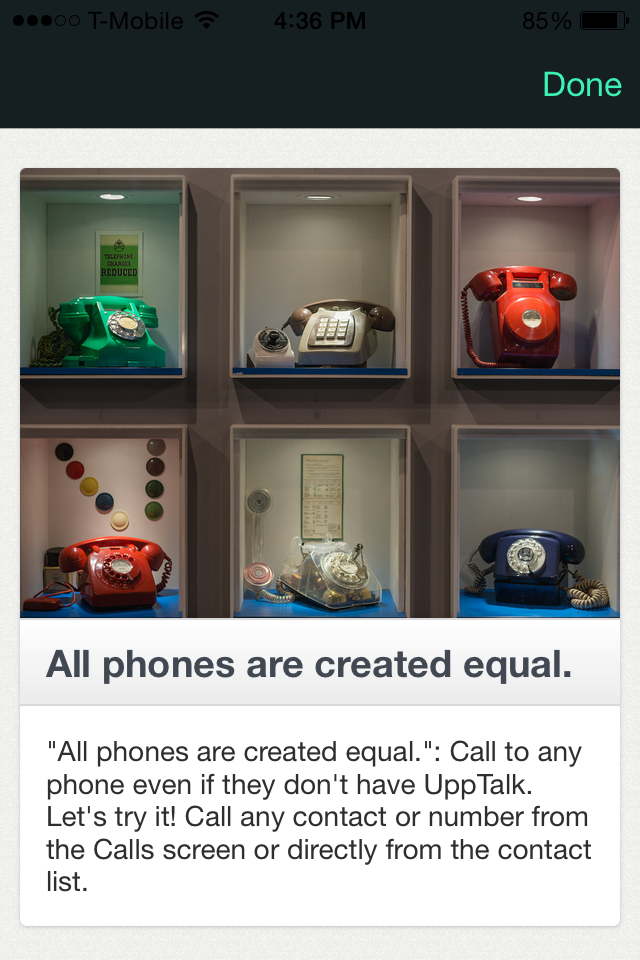 T-Mobile 4:36 PM 85%
Done
TELEPHONE
CHARGES
REDUCED
All phones are created equal.
"All phones are created equal.": Call to any
phone even if they don't have UppTalk.
Let's try it! Call any contact or number from
the Calls screen or directly from the contact
list.